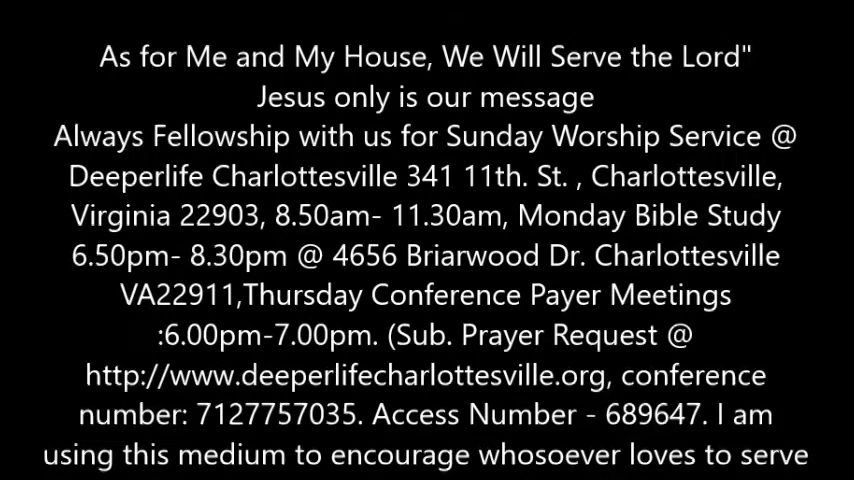 As for Me and My House, We Will Serve the Lord"
Jesus only is our message
Always Fellowship with us for Sunday Worship Service @
Deeperlife Charlottesville 341 11th. St. , Charlottesville,
Virginia 22903, 8.50am- 11.30am, Monday Bible Study
6.50pm- 8.30pm @ 4656 Briarwood Dr. Charlottesville
VA22911,Thursday Conference Payer Meetings
:6.00pm-7.00pm. (Sub. Prayer Request @
http://www.deeperlifecharlottesville.org, conference
number: 7127757035. Access Number - 689647. I am
using this medium to encourage whosoever loves to serve